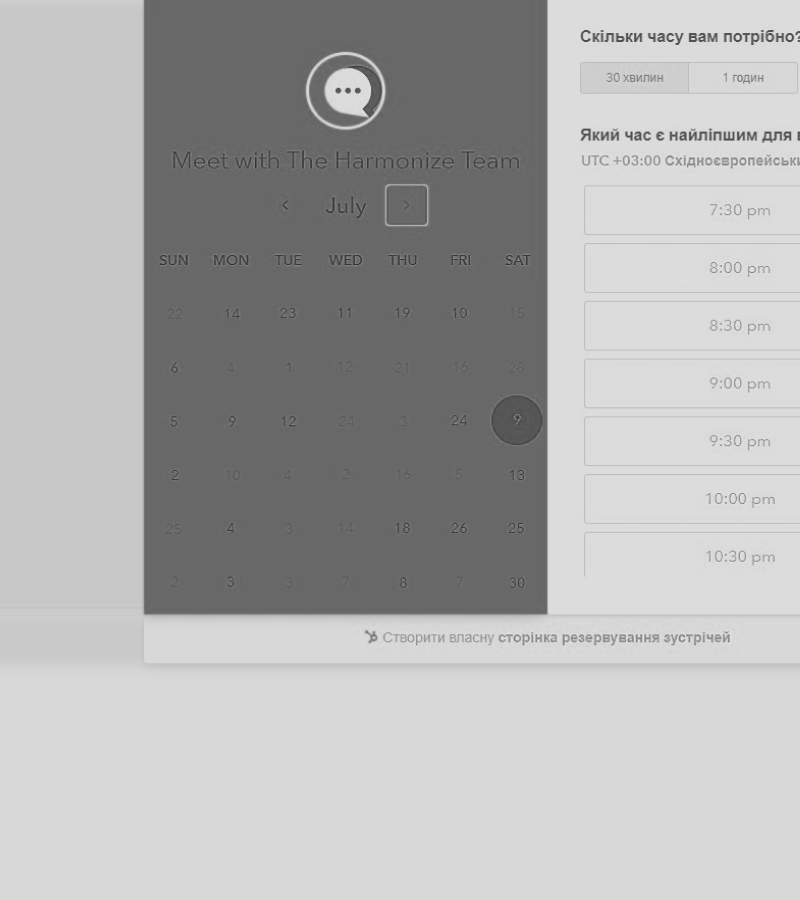 Meet with The Harmonize Team
July
SUN MON TUE WED THU FRI SAT
22 14 23 11 19 10 15
6 4 1 12 21 16 28
5 9 12 24 3 24 9
2 10 4 2 16 5 13
25 4 3 14 18 26 25
2 3 3 7 8 7 30
Скільки часу вам потрібно?
30 хвилин 1 годин
Який час є найліпшим для
UTC +03:00 Східноєвропейськи
7:30 pm
8:00 pm
8:30 pm
9:00 pm
9:30 pm
10:00 pm
10:30 pm
Створити власну сторінка резервування зустрічей